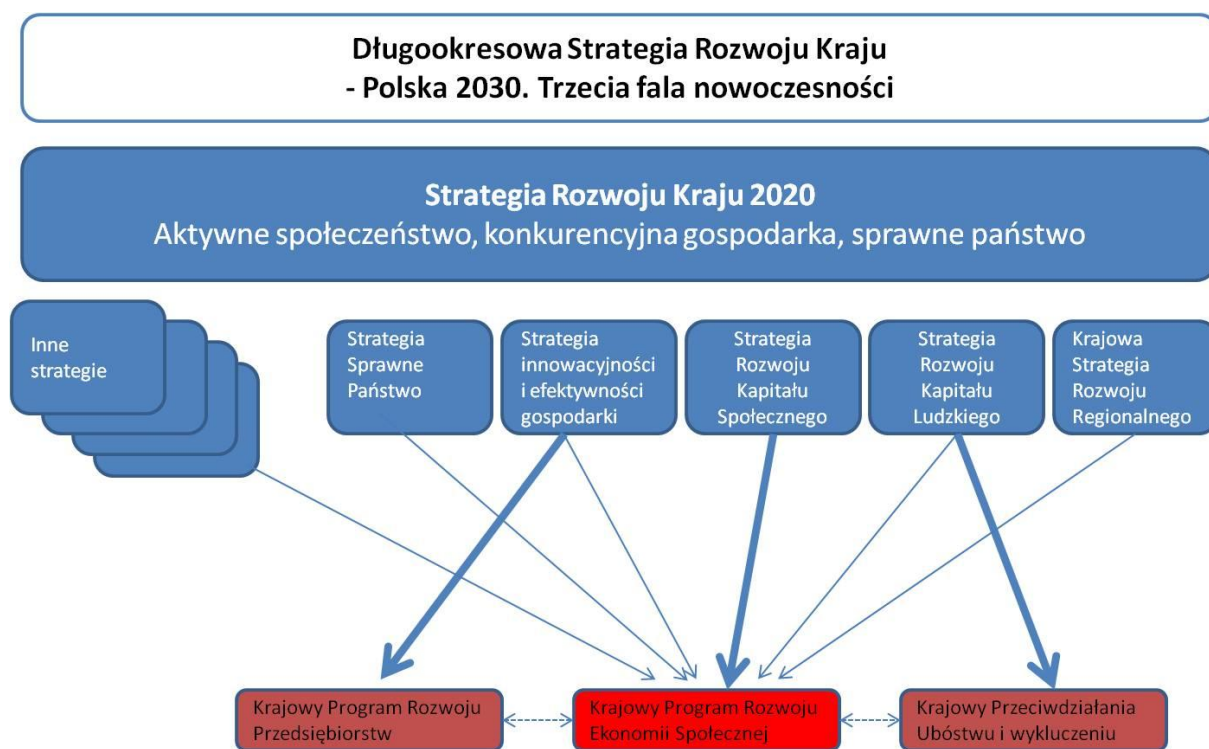 Długookresowa Strategia Rozwoju Kraju
- Polska 2030. Trzecia fala nowoczesności
Strategia Rozwoju Kraju 2020
Aktywne społeczeństwo, konkurencyjna gospodarka, sprawne państwo
Inne
strategie
Strategia
Sprawne
Państwo
Strategia
innowacyjności
i efektywności
gospodarki
Strategia
Rozwoju
Kapitału
Społecznego
Strategia
Rozwoju
Kapitału
Ludzkiego
Krajowa
Strategia
Rozwoju
Regionalnego
Krajowy Program Rozwoju
Przedsiębiorstw
Krajowy Program Rozwoju
Ekonomii Społecznej
Krajowy Przeciwdziałania
Ubóstwu i wykluczeniu